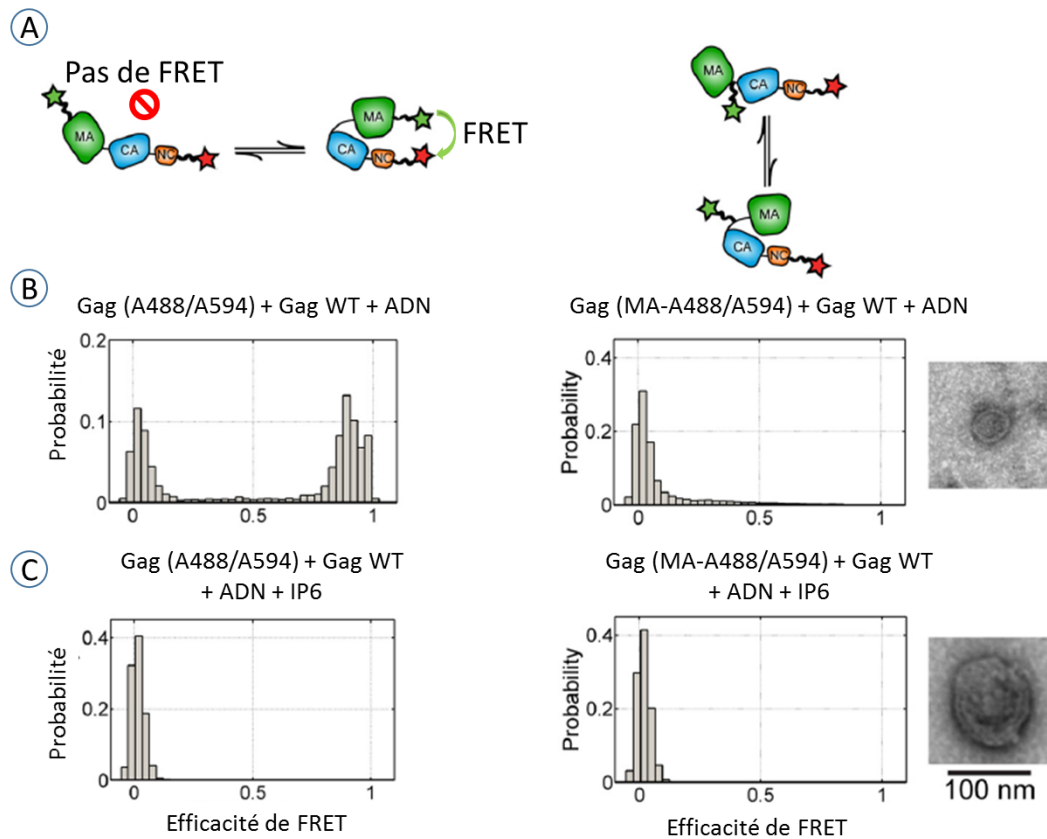 A
Pas de FRET
MA
CA
NC
MA
CA
NC
FRET
MA
CA
NC
MA
CA
NC
B
Gag (A488/A594) + Gag WT + ADN
Probabilité
0.2
0.1
0
0
0.5
1
Gag (MA-A488/A594) + Gag WT + ADN
Probability
0.4
0.2
0
0
0.5
1
C
Gag (A488/A594) + Gag WT
+ ADN + IP6
Probabilité
0.4
0.2
0
0
0.5
1
Efficacité de FRET
Gag (MA-A488/A594) + Gag WT
+ ADN + IP6
Probability
0.4
0.2
0
0
0.5
1
Efficacité de FRET
100 nm